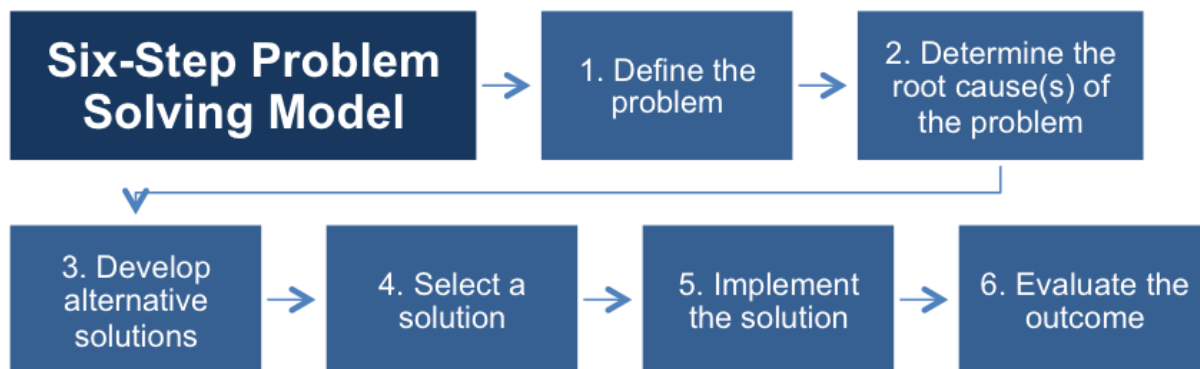 Six-Step Problem
Solving Model
1. Define the
problem
2. Determine the
root cause(s) of
the problem
3. Develop
alternative
solutions
4. Select a
solution
5. Implement
the solution
6. Evaluate the
outcome